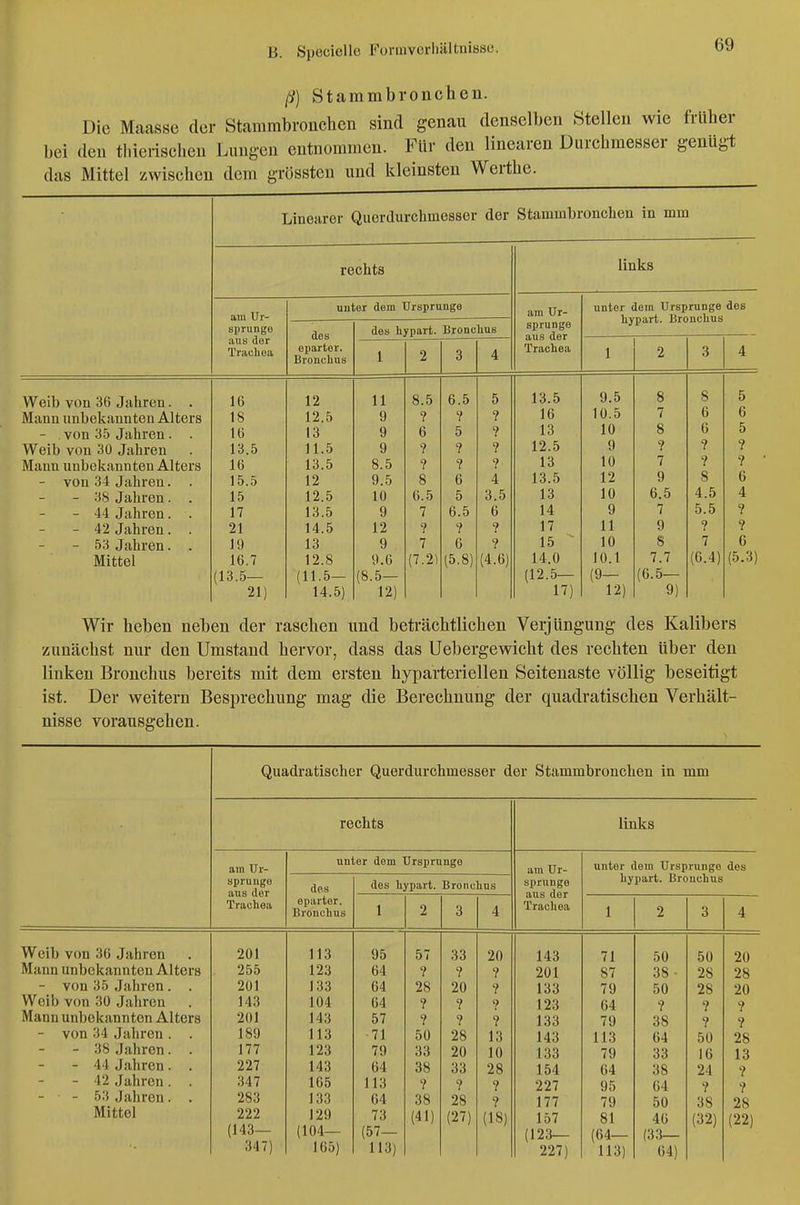 B. Specielle Formverhältnisse.
69
β) Stammbronchen.
Die Maasse der Stammbronchen sind genau denselben Stellen wie früher
bei den thierischen Lungen entnommen. Für den linearen Durchmesser genügt
das Mittel zwischen dem grössten und kleinsten Werthe.
Linearer Querdurchmesser der Stammbronchen in mm
rechts links
am Ursprunge aus der Trachea
unter dem Ursprunge
des eparter. Bronchus
des hypart. Bronchus
1 2 3 4
am Ursprunge aus der Trachea
unter dem Ursprunge des hypart. Bronchus
1 2 3 4
Weib von 36 Jahren . . 16 12 11 8.5 6.5 5 13.5 9.5 8 8 5
Mann unbekannten Alters 18 12.5 9 ? ? ? 16 10.5 7 6 6
- von 35 Jahren . . 16 13 9 6 5 ? 13 10 8 6 5
Weib von 30 Jahren . 13.5 11.5 9 ? ? ? 12.5 9 ? ? ?
Mann unbekannten Alters 16 13.5 8.5 ? ? ? 13 10 7 ? ?
- von 34 Jahren . . 15.5 12 9.5 8 6 4 13.5 12 9 8 6
- - 38 Jahren . . 15 12.5 10 6.5 5 3.5 13 10 6.5 4.5 4
- - 44 Jahren . . 17 13.5 9 7 6.5 6 14 9 7 5.5 ?
- - 42 Jahren . . 21 14.5 12 ? ? ? 17 11 9 ? ?
- - 53 Jahren . . 19 13 9 7 6 ? 15 10 8 7 6
Mittel 16.7 12.8 9.6 (7.2) (5.8) (4.6) 14.0 10.1 7.7 (6.4) (5.3)
(13.5— (11.5— (8.5— (12.5— (9— (6.5—
21) 14.5) 12) 17) 12) 9)
Wir heben neben der raschen und beträchtlichen Verjüngung des Kalibers
zunächst nur den Umstand hervor, dass das Uebergewicht des rechten über den
linken Bronchus bereits mit dem ersten hyparteriellen Seitenaste völlig beseitigt
ist. Der weitern Besprechung mag die Berechnung der quadratischen Verhält-
nisse vorausgehen.
Quadratischer Querdurchmesser der Stammbronchen in mm
rechts links
am Ursprunge aus der Trachea
unter dem Ursprunge
des eparter. Bronchus
des hypart. Bronchus
1 2 3 4
am Ursprunge aus der Trachea
unter dem Ursprunge des hypart. Bronchus
1 2 3 4
Weib von 36 Jahren . 201 113 95 57 33 20 143 71 50 50 20
Mann unbekannten Alters 255 123 64 ? ? ? 201 87 38 28 28
- von 35 Jahren . . 201 133 64 28 20 ? 133 79 50 28 20
Weib von 30 Jahren . 143 104 64 ? ? ? 123 64 ? ? ?
Mann unbekannten Alters 201 143 57 ? ? ? 133 79 38 ? ?
- von 34 Jahren . . 189 113 71 50 28 13 143 113 64 50 28
- - 38 Jahren . . 177 123 79 33 20 10 133 79 33 16 13
- - 44 Jahren . . 227 143 64 38 33 28 154 64 38 24 ?
- - 42 Jahren . . 347 165 113 ? ? ? 227 95 64 ? ?
- - 53 Jahren . . 283 133 64 38 28 ? 177 79 50 38 28
Mittel 222 129 73 (41) (27) (18) 157 81 46 (32) (22)
(143— (104— (57— (123— (64— (33—
347) 165) 113) 227) 113) 64)